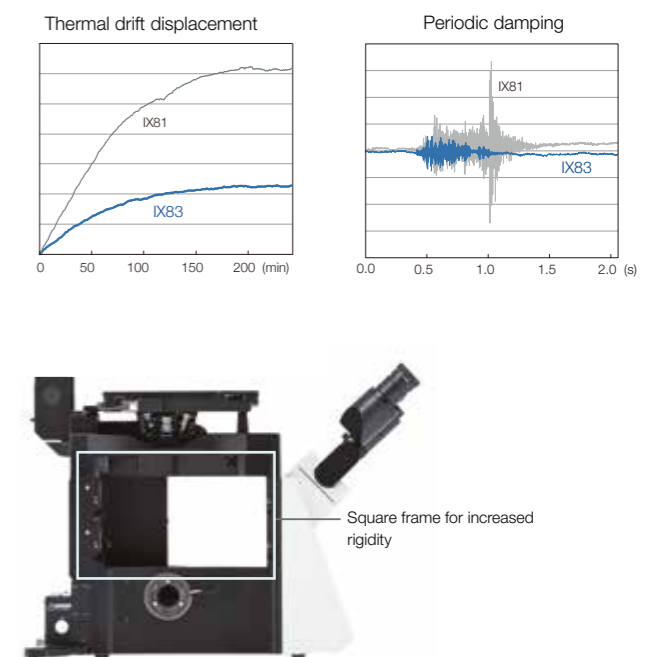 Thermal drift displacement
IX81
IX83
0 50 100 150 200 (min)
Periodic damping
IX81
IX83
0.0 0.5 1.0 1.5 2.0 (s)
Square frame for increased
rigidity